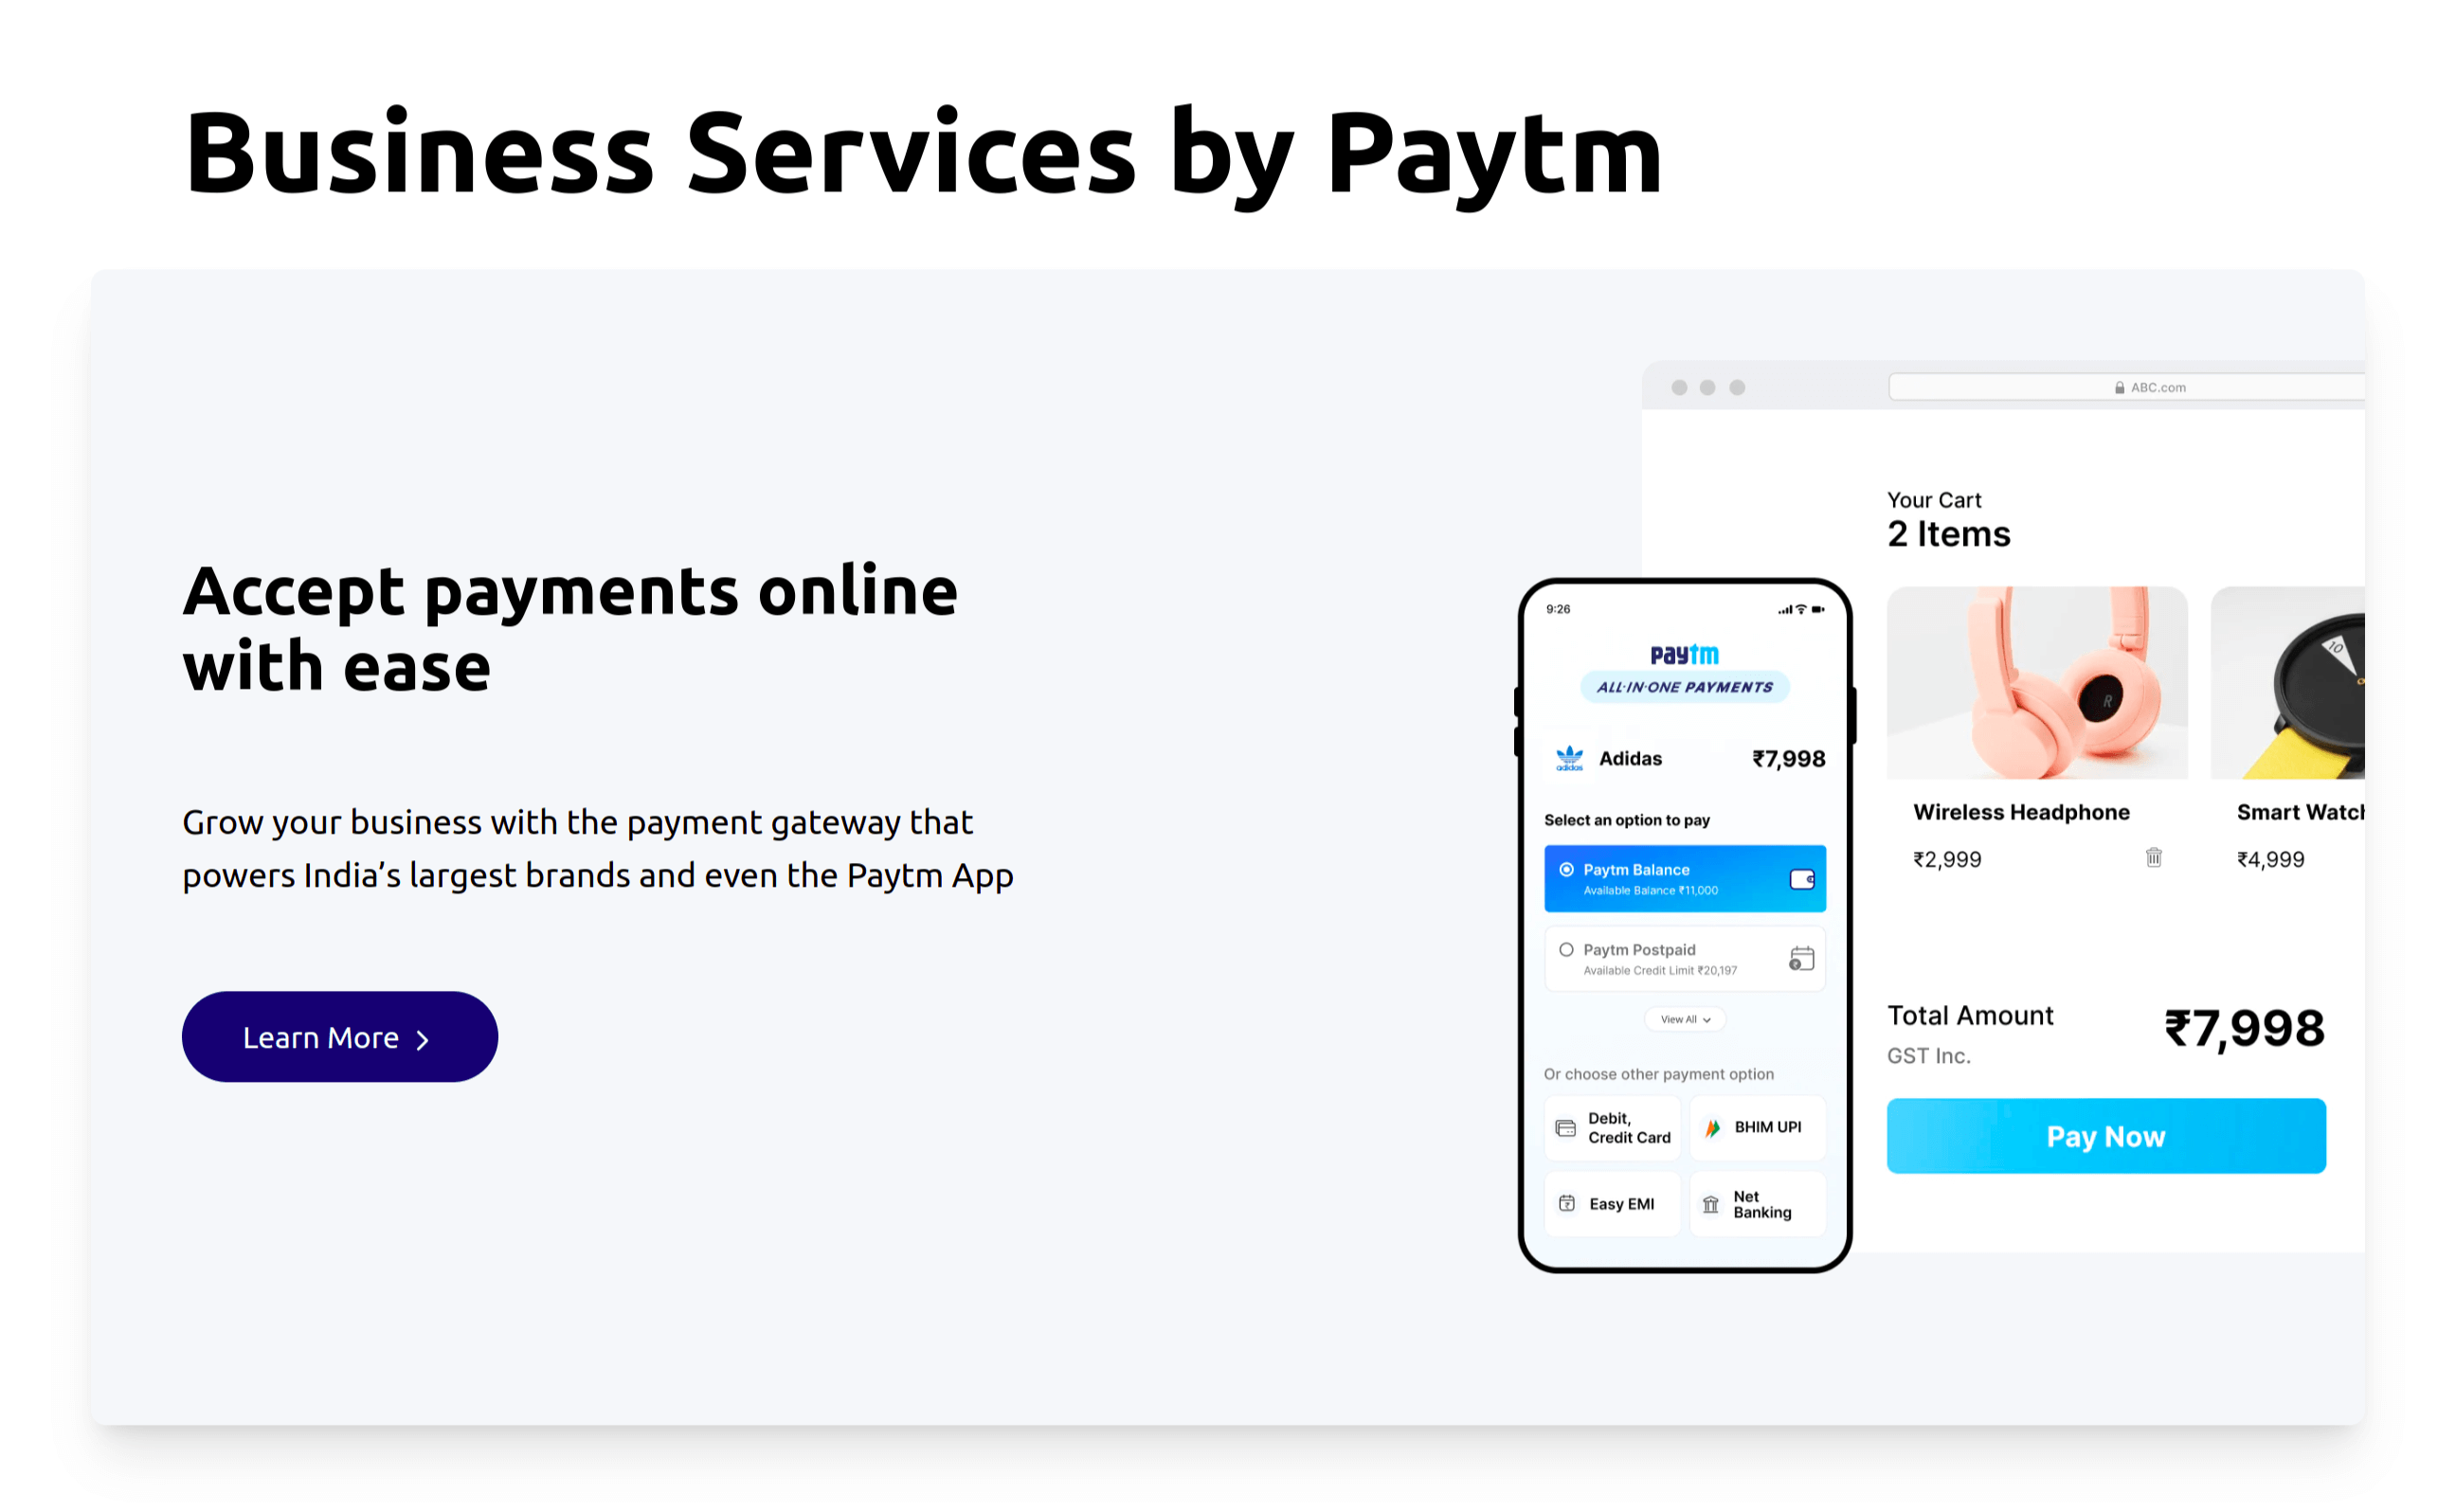 Business Services by Paytm
Accept payments online
with ease
Grow your business with the payment gateway that
powers India’s largest brands and even the Paytm App
Learn More
9:26
paytm
ALL·IN·ONE PAYMENTS
adidas
Adidas
₹7,998
Select an option to pay
Paytm Balance
Available Balance ₹11,000
Paytm Postpaid
Available Credit Limit ₹20,197
View All
Or choose other payment option
Debit,
Credit Card
BHIM UPI
Easy EMI
Net
Banking
ABC.com
Your Cart
2 Items
R
10
Wireless Headphone
Smart Watch
₹2,999
₹4,999
Total Amount
GST Inc.
₹7,998
Pay Now